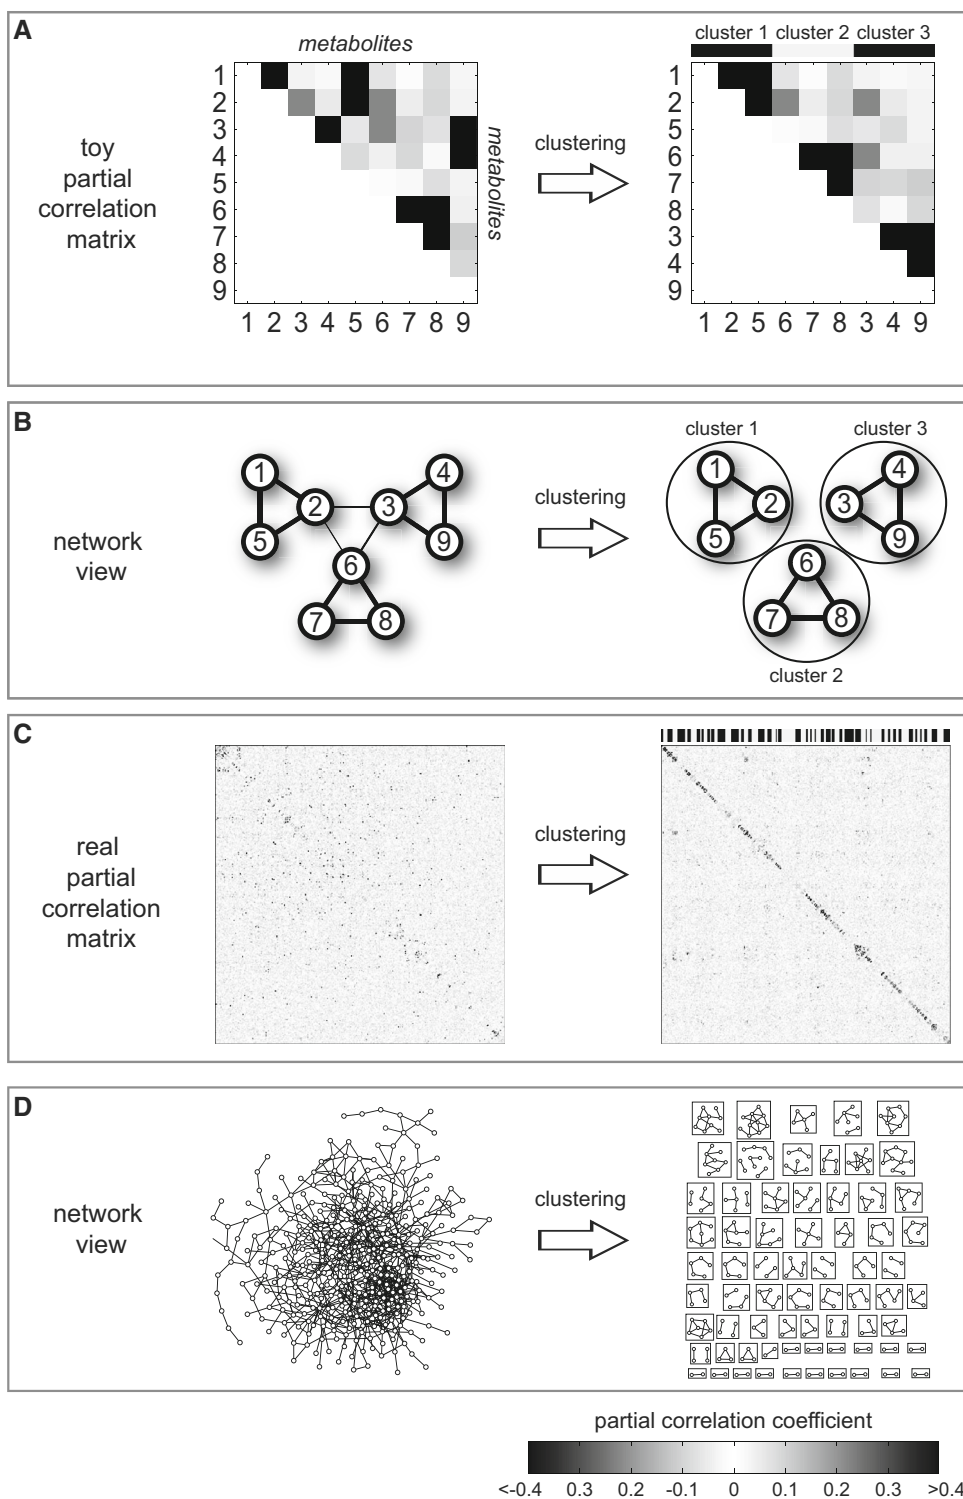 A
metabolites
cluster 1 cluster 2 cluster 3
toy
partial
correlation
matrix
1
2
3
4
5
6
7
8
9
1 2 3 4 5 6 7 8 9
metabolites
clustering
1
2
5
6
7
8
3
4
9
1 2 5 6 7 8 3 4 9
B
network
view
1
2
5
3
4
9
6
7
8
clustering
cluster 1
1
2
5
cluster 3
4
3
9
6
7
8
cluster 2
C
real
partial
correlation
matrix
clustering
D
network
view
clustering
partial correlation coefficient
<-0.4 0.3 0.2 -0.1 0 0.1 0.2 0.3 >0.4